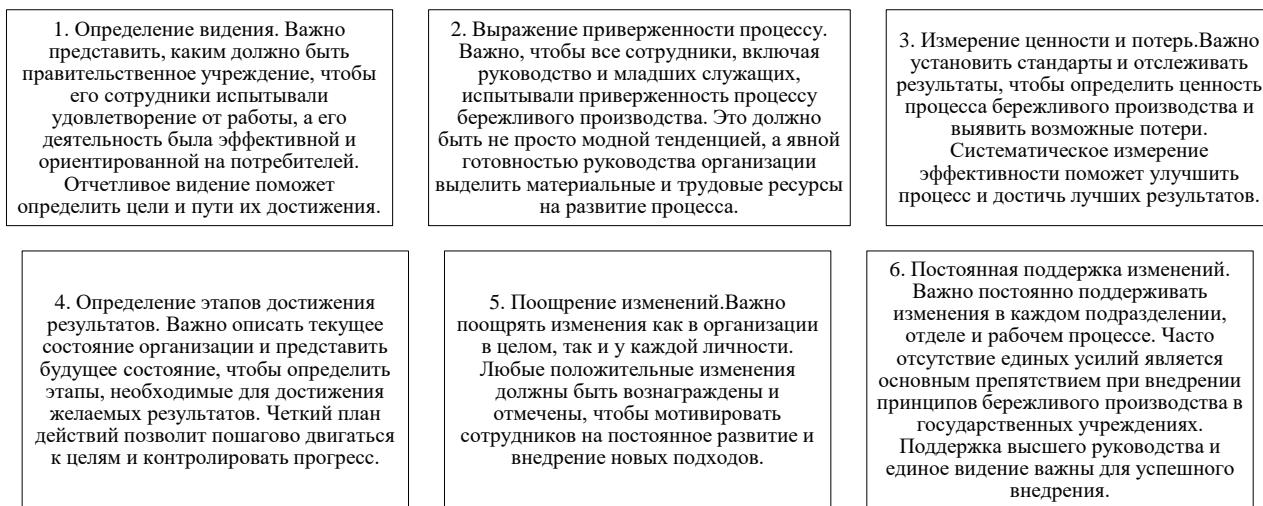 1. Определение видения. Важно
представить, каким должно быть
правительственное учреждение, чтобы
его сотрудники испытывали
удовлетворение от работы, а его
деятельность была эффективной и
ориентированной на потребителей.
Отчетливое видение поможет
определить цели и пути их достижения.
2. Выражение приверженности процессу.
Важно, чтобы все сотрудники, включая
руководство и младших служащих,
испытывали приверженность процессу
бережливого производства. Это должно
быть не просто модной тенденцией, а явной
готовностью руководства организации
выделить материальные и трудовые ресурсы
на развитие процесса.
3. Измерение ценности и потерь.Важно
установить стандарты и отслеживать
результаты, чтобы определить ценность
процесса бережливого производства и
выявить возможные потери.
Систематическое измерение
эффективности поможет улучшить
процесс и достичь лучших результатов.
4. Определение этапов достижения
результатов. Важно описать текущее
состояние организации и представить
будущее состояние, чтобы определить
этапы, необходимые для достижения
желаемых результатов. Четкий план
действий позволит пошагово двигаться
к целям и контролировать прогресс.
5. Поощрение изменений.Важно
поощрять изменения как в организации
в целом, так и у каждой личности.
Любые положительные изменения
должны быть вознаграждены и
отмечены, чтобы мотивировать
сотрудников на постоянное развитие и
внедрение новых подходов.
6. Постоянная поддержка изменений.
Важно постоянно поддерживать
изменения в каждом подразделении,
отделе и рабочем процессе. Часто
отсутствие единых усилий является
основным препятствием при внедрении
принципов бережливого производства в
государственных учреждениях.
Поддержка высшего руководства и
единое видение важны для успешного
внедрения.